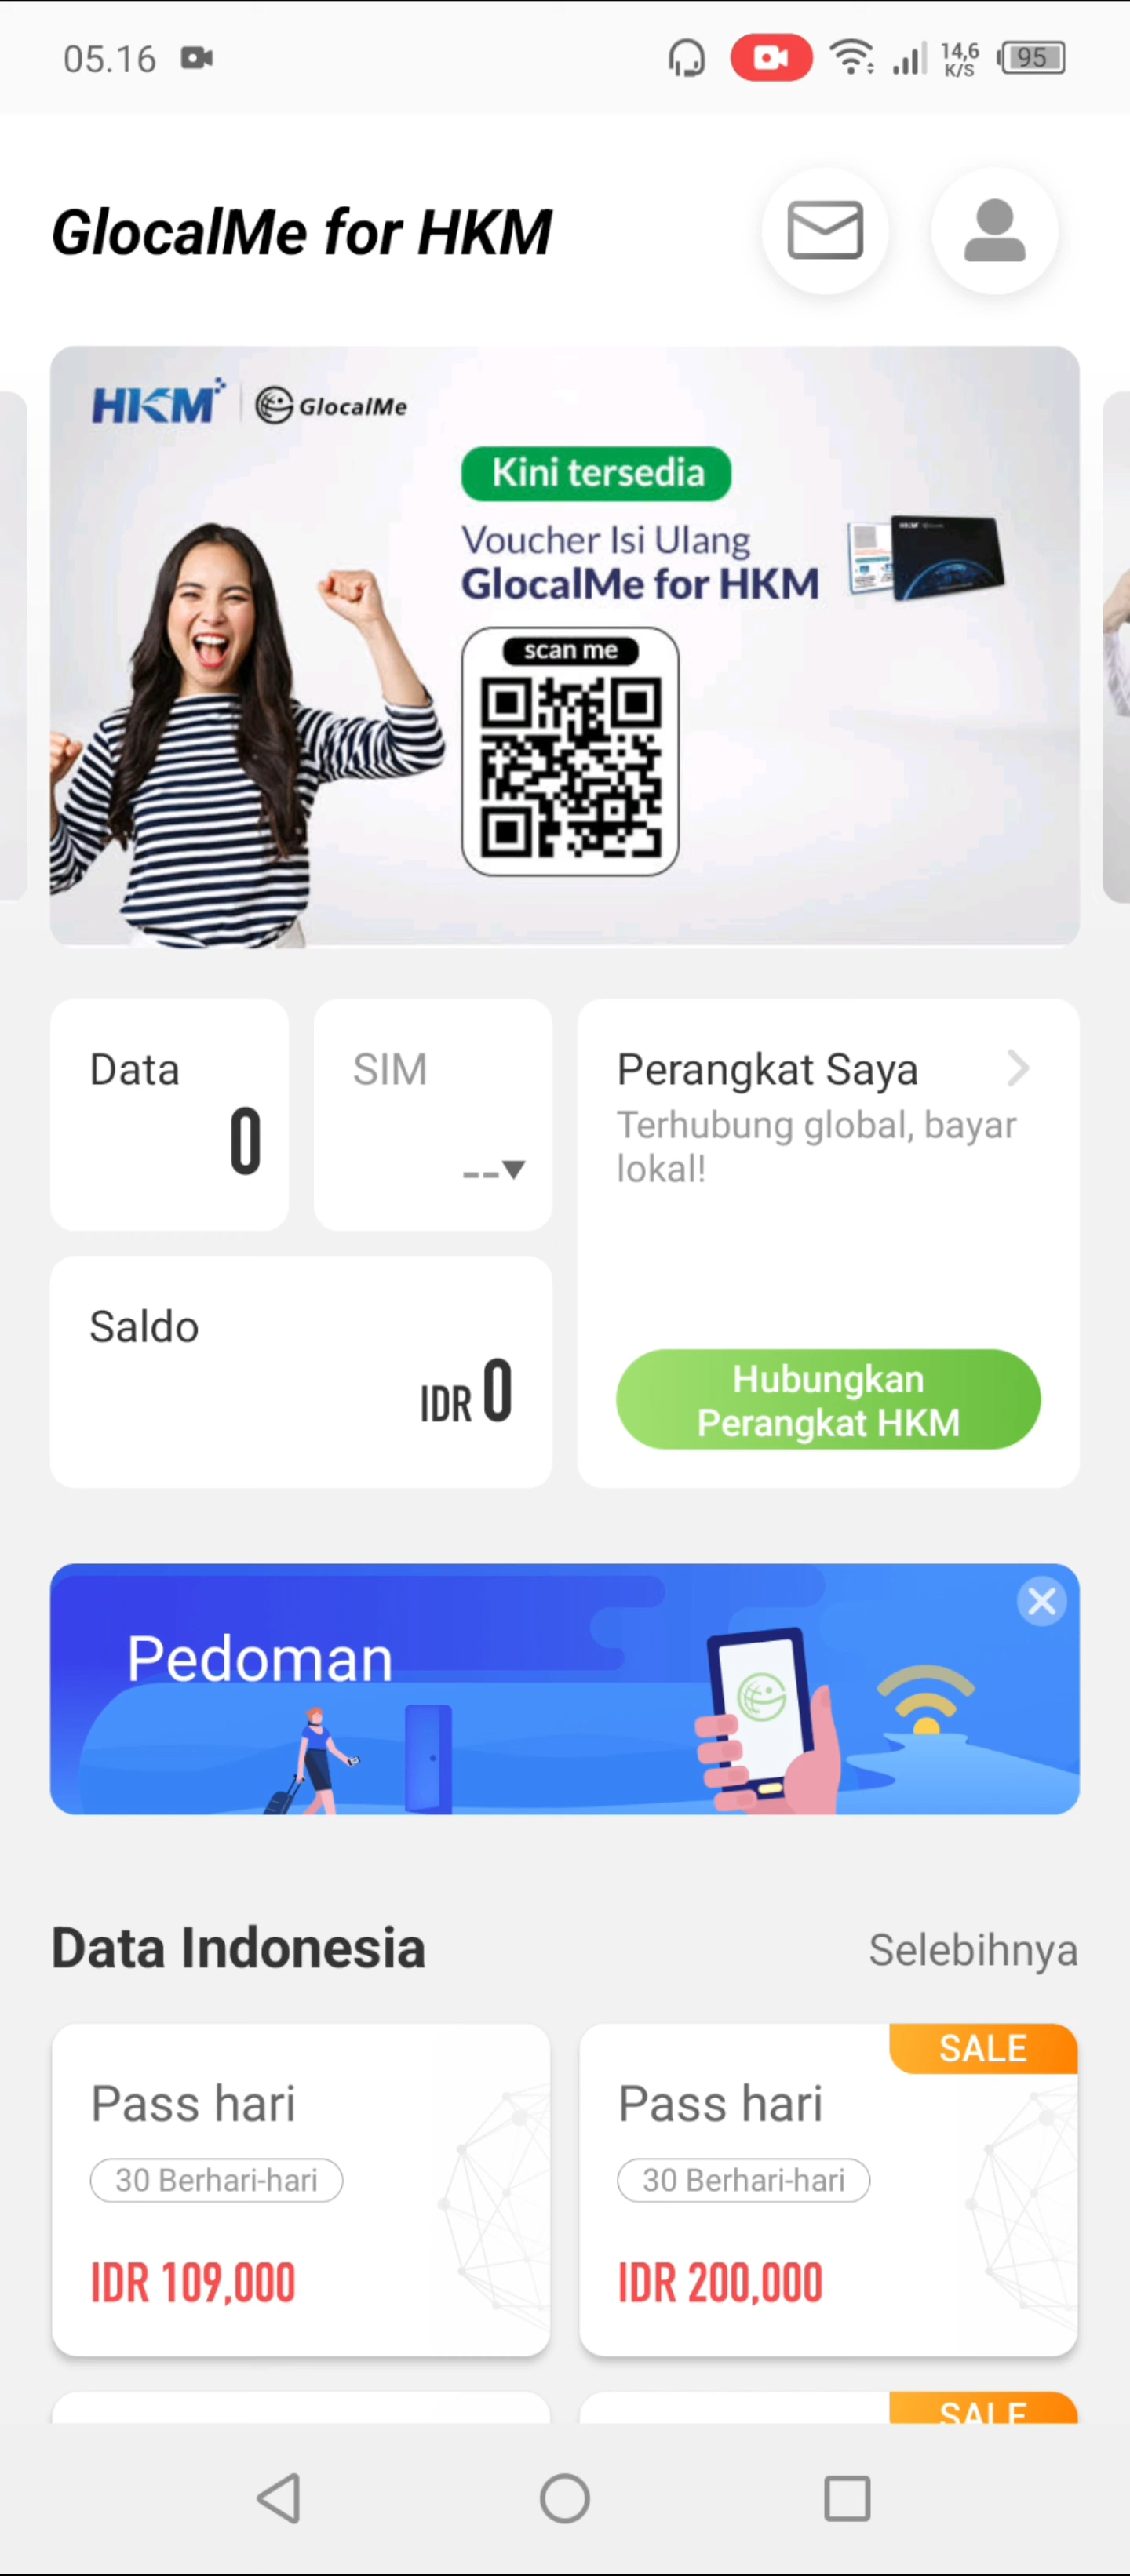 05.16
14,6
K/S
95
GlocalMe for HKM
HKM GlocalMe
Kini tersedia
Voucher Isi Ulang
GlocalMe for HKM
scan me
Data
0
SIM
--
Perangkat Saya
Terhubung global, bayar
lokal!
Saldo
IDR 0
Hubungkan
Perangkat HKM
Pedoman
Data Indonesia
Selebihnya
Pass hari
30 Berhari-hari
IDR 109,000
SALE
Pass hari
30 Berhari-hari
IDR 200,000
SALE